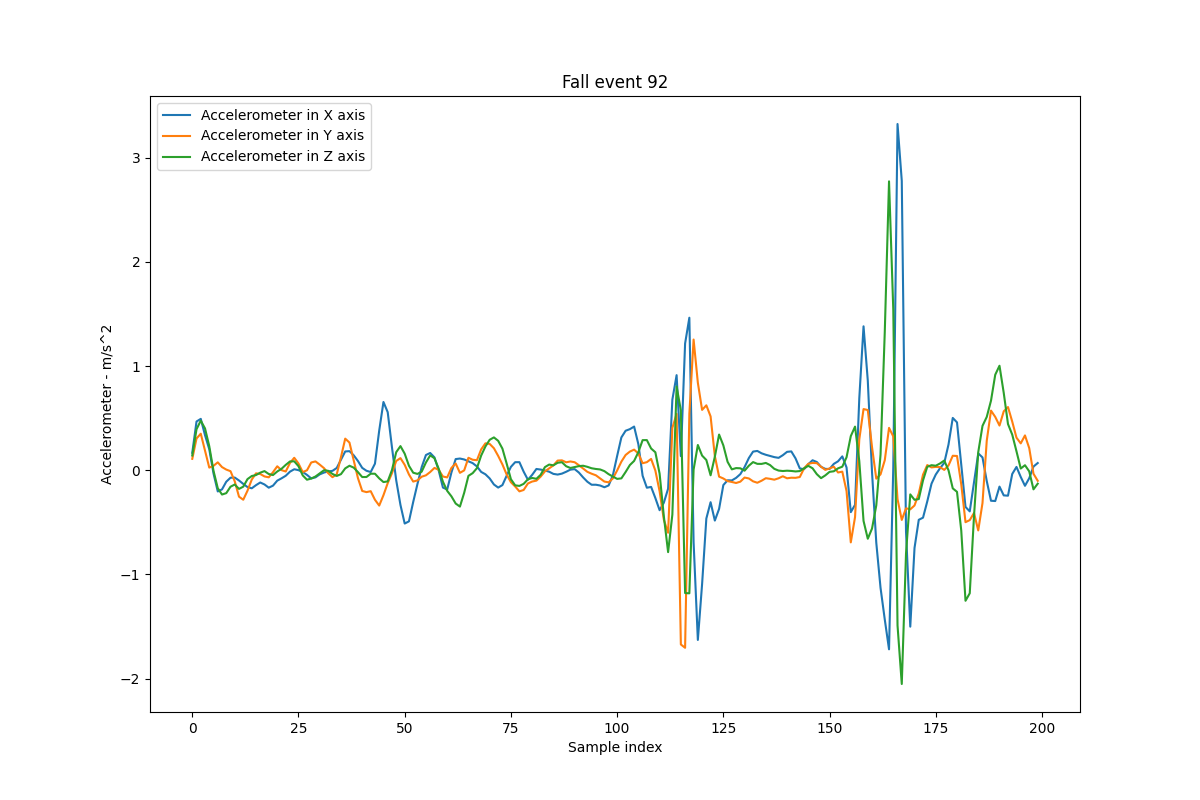 Fall event 92
Accelerometer in X axis
Accelerometer in Y axis
Accelerometer in Z axis
Accelerometer - m/s^2
3
2
1
0
−1
−2
0 25 50 75 100 125 150 175 200
Sample index